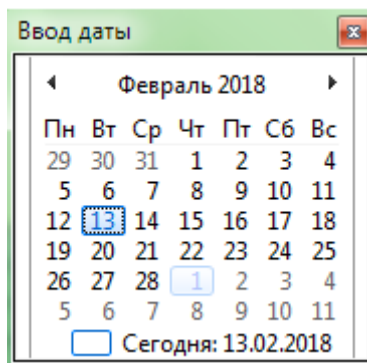 Ввод даты
Февраль 2018
Пн Вт Ср Чт Пт Сб Вс
29 30 31 1 2 3 4
5 6 7 8 9 10 11
12 13 14 15 16 17 18
19 20 21 22 23 24 25
26 27 28 1 2 3 4
5 6 7 8 9 10 11
Сегодня: 13.02.2018